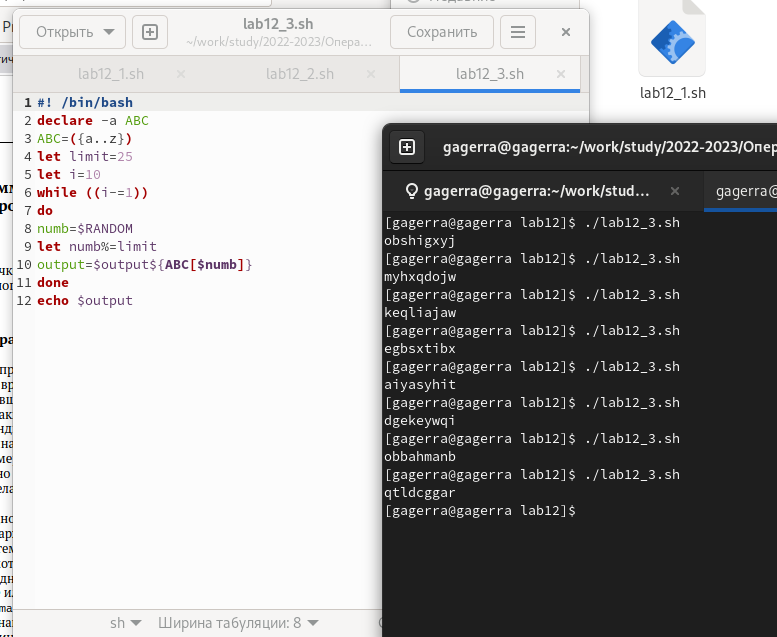 Открыть
lab12_3.sh
~/work/study/2022-2023/Опера...
Сохранить
lab12_1.sh
lab12_2.sh
lab12_3.sh
1 #! /bin/bash
2 declare -a ABC
3 ABC=({a..z})
4 let limit=25
5 let i=10
6 while ((i-=1))
7 do
8 numb=$RANDOM
9 let numb%=limit
10 output=$output${ABC[$numb]}
11 done
12 echo $output
sh
Ширина табуляции: 8
lab12_1.sh
gagerra@gagerra:~/work/study/2022-2023/Опер
gagerra@gagerra:~/work/stud...
gagerra@
[gagerra@gagerra lab12]$ ./lab12_3.sh
obshigxyj
[gagerra@gagerra lab12]$ ./lab12_3.sh
myhxqdojw
[gagerra@gagerra lab12]$ ./lab12_3.sh
keqliajaw
[gagerra@gagerra lab12]$ ./lab12_3.sh
egbsxtibx
[gagerra@gagerra lab12]$ ./lab12_3.sh
aiyasyhit
[gagerra@gagerra lab12]$ ./lab12_3.sh
dgekeywqi
[gagerra@gagerra lab12]$ ./lab12_3.sh
obbahmanb
[gagerra@gagerra lab12]$ ./lab12_3.sh
qtldcggar
[gagerra@gagerra lab12]$